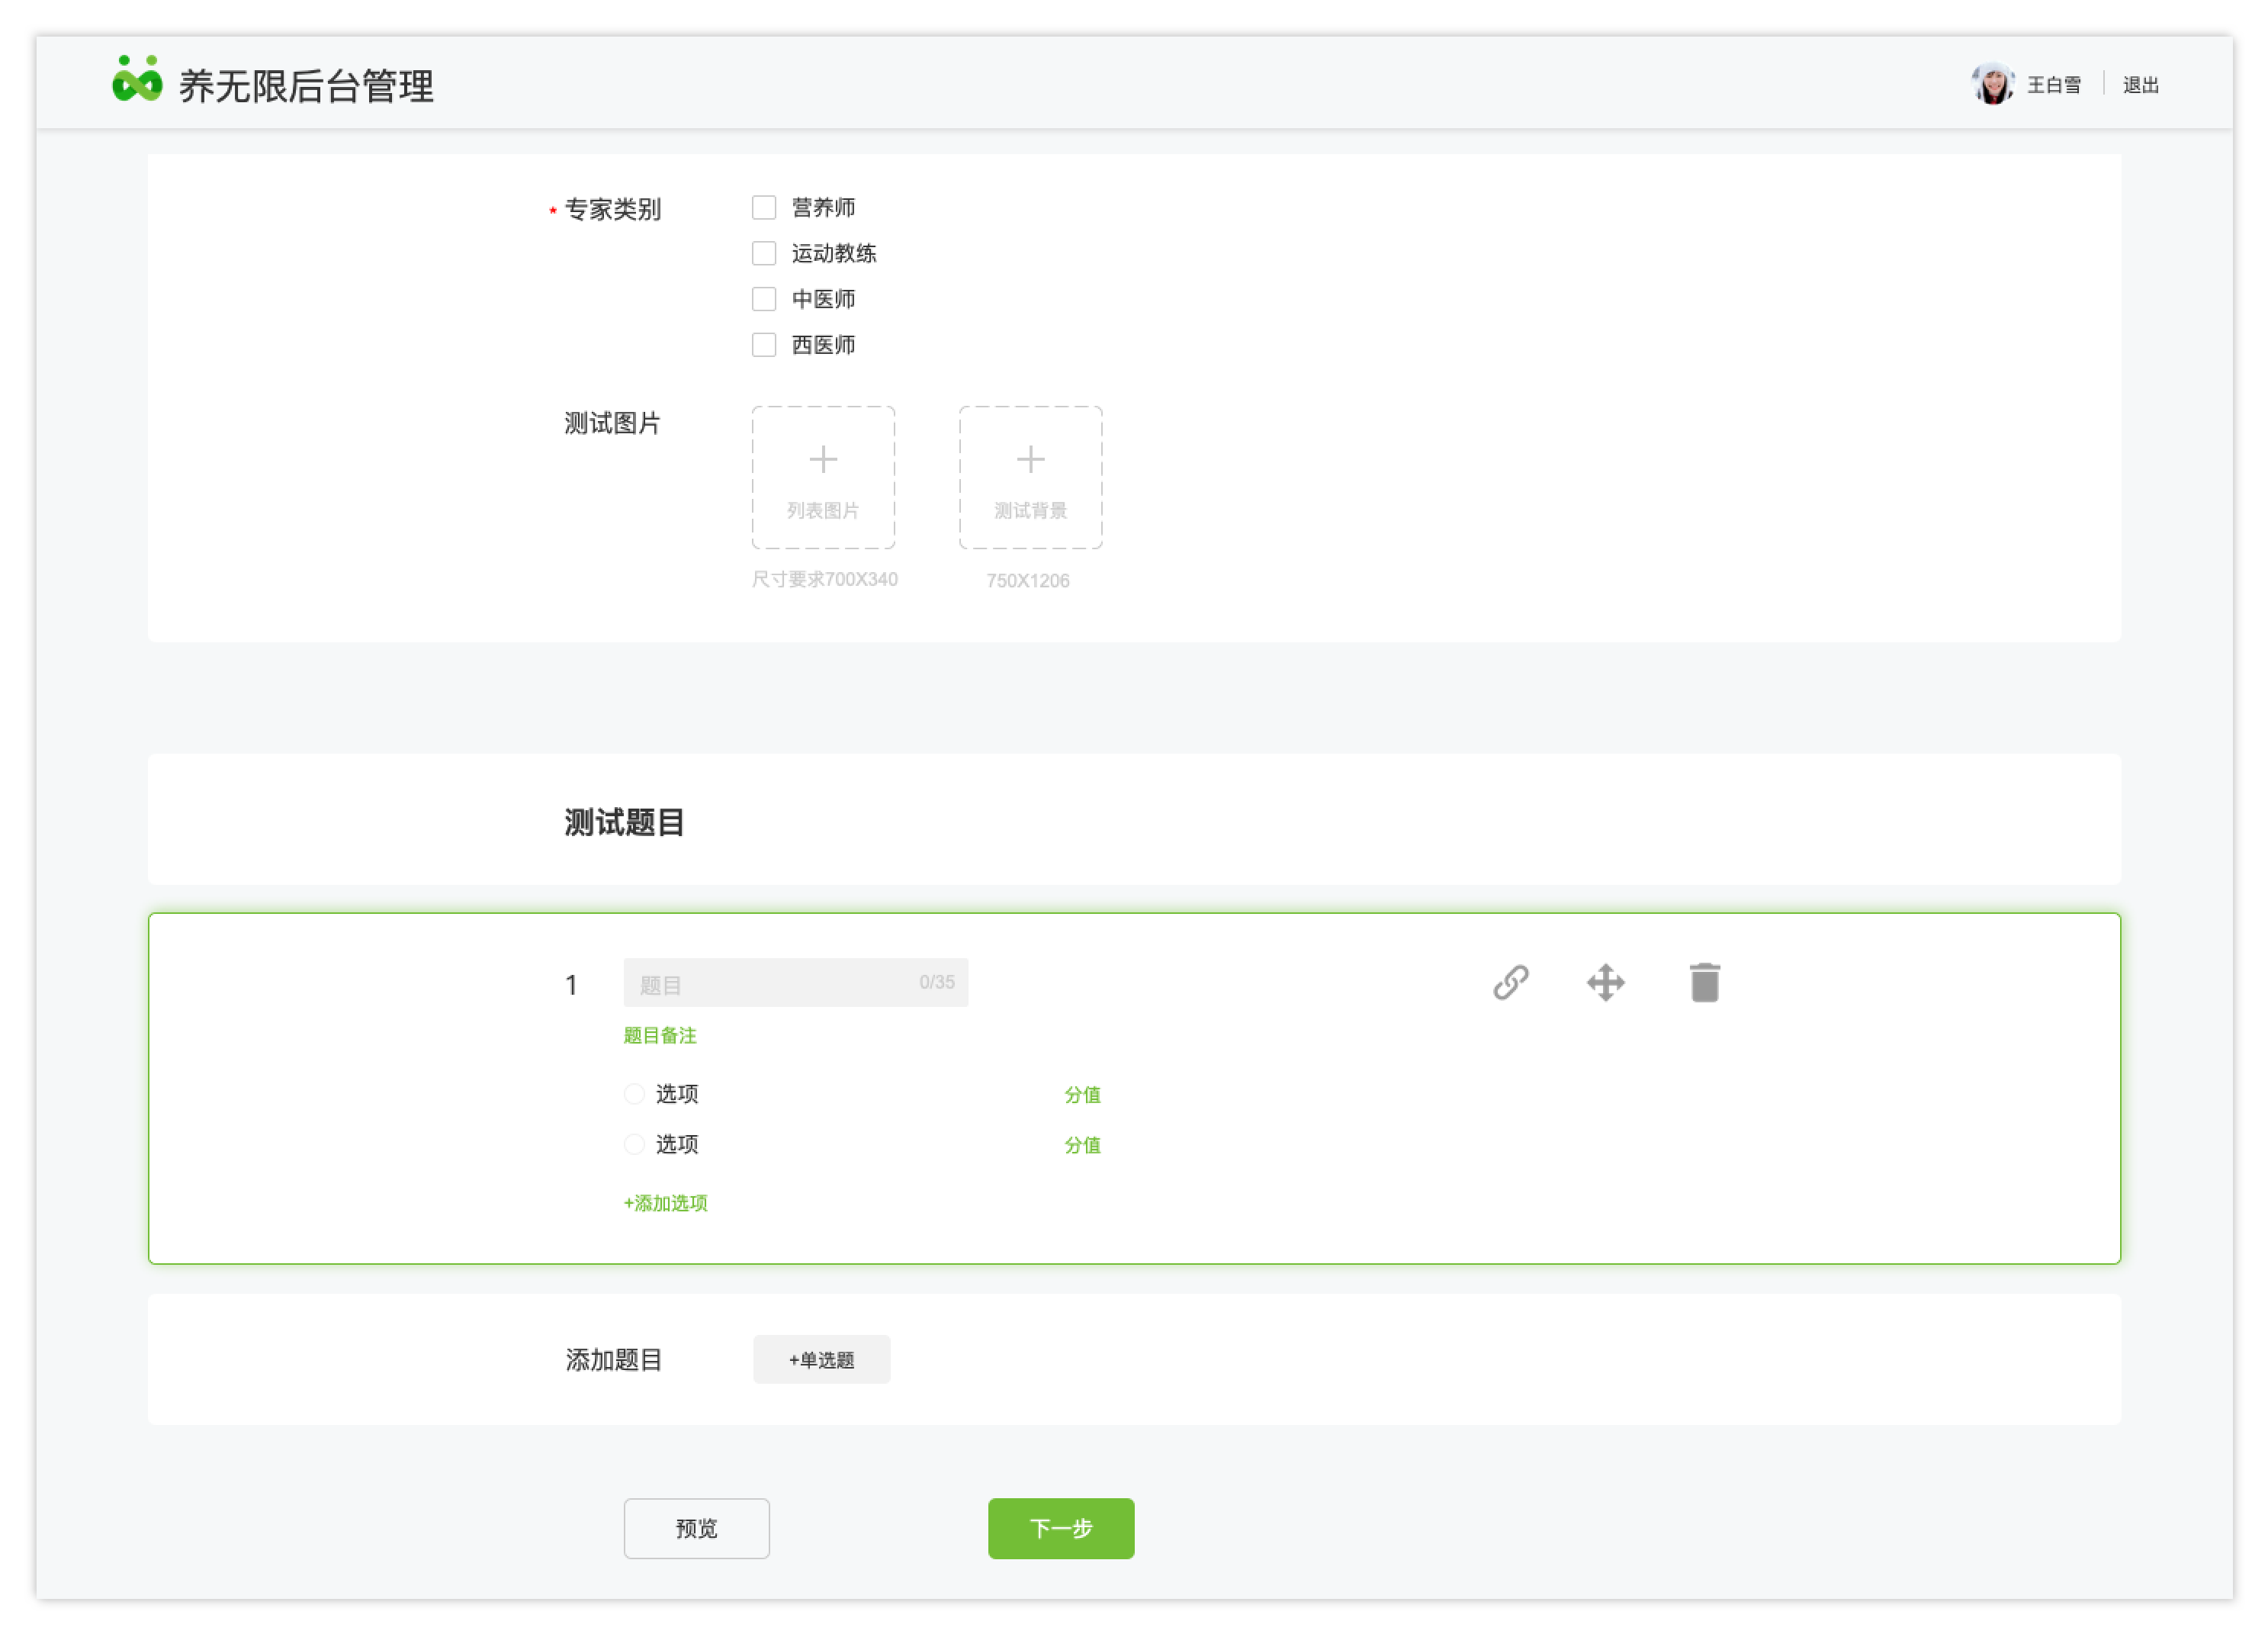 养无限后台管理
王白雪
退出
* 专家类别
营养师
运动教练
中医师
西医师
测试图片
列表图片
测试背景
尺寸要求700X340
750X1206
测试题目
1
题目
0/35
题目备注
选项
分值
选项
分值
+添加选项
添加题目
+单选题
预览
下一步